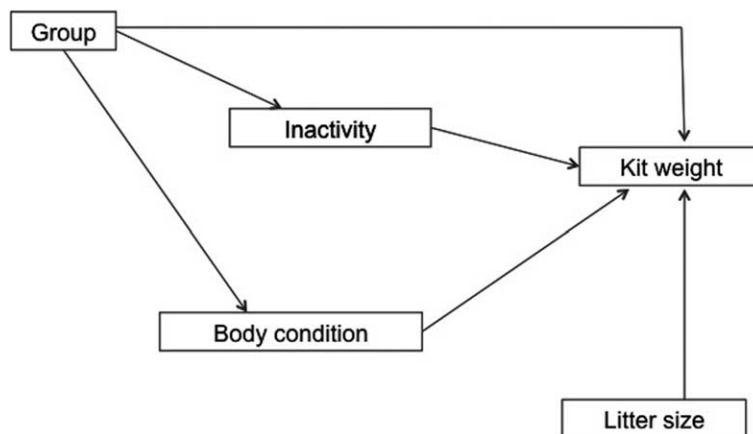 Group
Inactivity
Kit weight
Body condition
Litter size